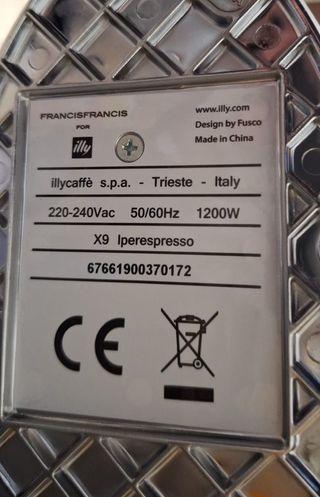 FRANCISFRANCIS
FOR
illy
www.illy.com
Design by Fusco
Made in China
illycaffè s.p.a. - Trieste - Italy
220-240Vac 50/60Hz 1200W
X9 Iperespresso
67661900370172
CE